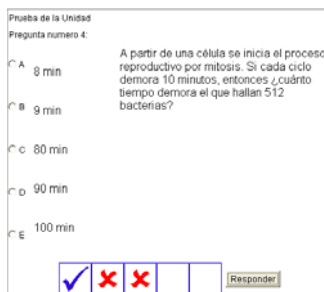 Prueba de la Unidad
Pregunta numero 4:
A partir de una célula se inicia el proceso
reproductivo por mitosis. Si cada ciclo
demora 10 minutos, entonces ¿cuánto
tiempo demora el que hallan 512
bacterias?
A 8 min
B 9 min
C 80 min
D 90 min
E 100 min
Responder